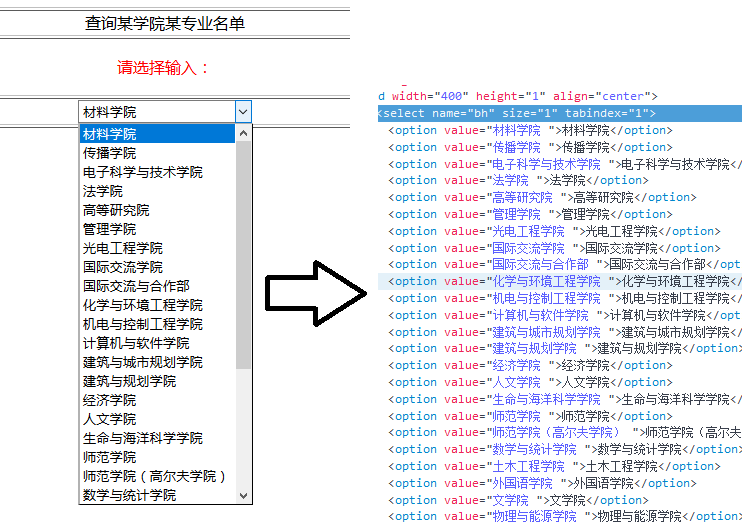 查询某学院某专业名单
请选择输入：
材料学院
材料学院
传播学院
电子科学与技术学院
法学院
高等研究院
管理学院
光电工程学院
国际交流学院
国际交流与合作部
化学与环境工程学院
机电与控制工程学院
计算机与软件学院
建筑与城市规划学院
建筑与规划学院
经济学院
人文学院
生命与海洋科学学院
师范学院
师范学院（高尔夫学院）
数学与统计学院
d width="400" height="1" align="center">
<select name="bh" size="1" tabindex="1">
<option value="材料学院 ">材料学院</option>
<option value="传播学院 ">传播学院</option>
<option value="电子科学与技术学院 ">电子科学与技术学院</
<option value="法学院 ">法学院</option>
<option value="高等研究院 ">高等研究院</option>
<option value="管理学院 ">管理学院</option>
<option value="光电工程学院 ">光电工程学院</option>
<option value="国际交流学院 ">国际交流学院</option>
<option value="国际交流与合作部 ">国际交流与合作部</opt
<option value="化学与环境工程学院 ">化学与环境工程学院</
<option value="机电与控制工程学院 ">机电与控制工程学院</
<option value="计算机与软件学院 ">计算机与软件学院</opt
<option value="建筑与城市规划学院 ">建筑与城市规划学院</
<option value="建筑与规划学院 ">建筑与规划学院</option>
<option value="经济学院 ">经济学院</option>
<option value="人文学院 ">人文学院</option>
<option value="生命与海洋科学学院 ">生命与海洋科学学院</
<option value="师范学院 ">师范学院</option>
<option value="师范学院（高尔夫学院） ">师范学院（高尔夫
<option value="数学与统计学院 ">数学与统计学院</option>
<option value="土木工程学院 ">土木工程学院</option>
<option value="外国语学院 ">外国语学院</option>
<option value="文学院 ">文学院</option>
<option value="物理与能源学院 ">物理与能源学院</option>